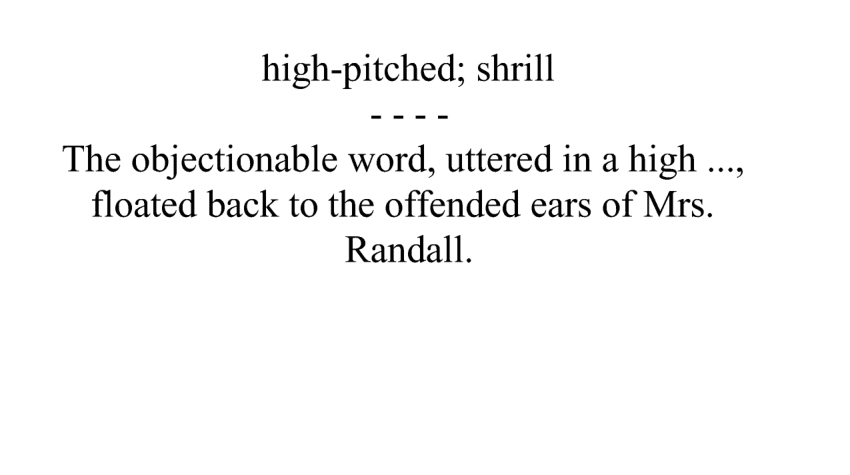 high-pitched; shrill
- - - -
The objectionable word, uttered in a high ...,
floated back to the offended ears of Mrs.
Randall.